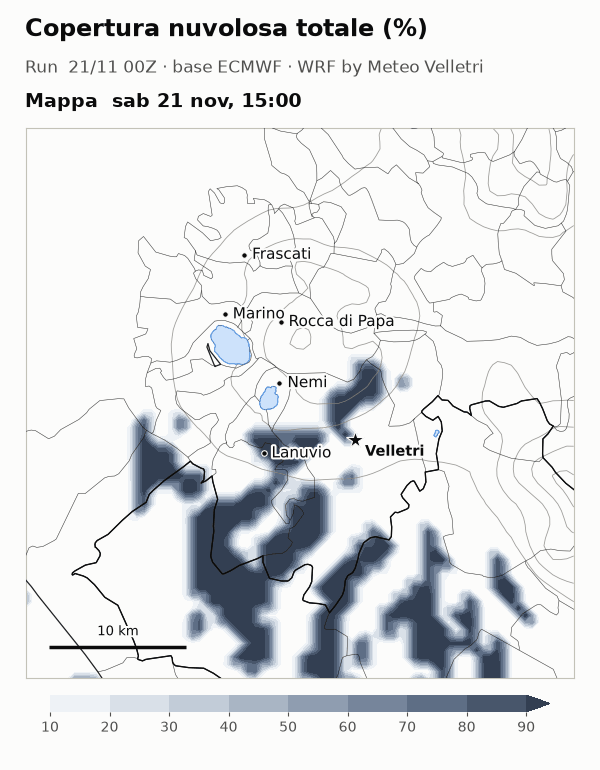 Copertura nuvolosa totale (%)
Run  21/11 00Z · base ECMWF · WRF by Meteo Velletri
Mappa  sab 21 nov, 15:00
Frascati
Marino
Rocca di Papa
Nemi
Velletri
Lanuvio
10 km
10 20 30 40 50 60 70 80 90